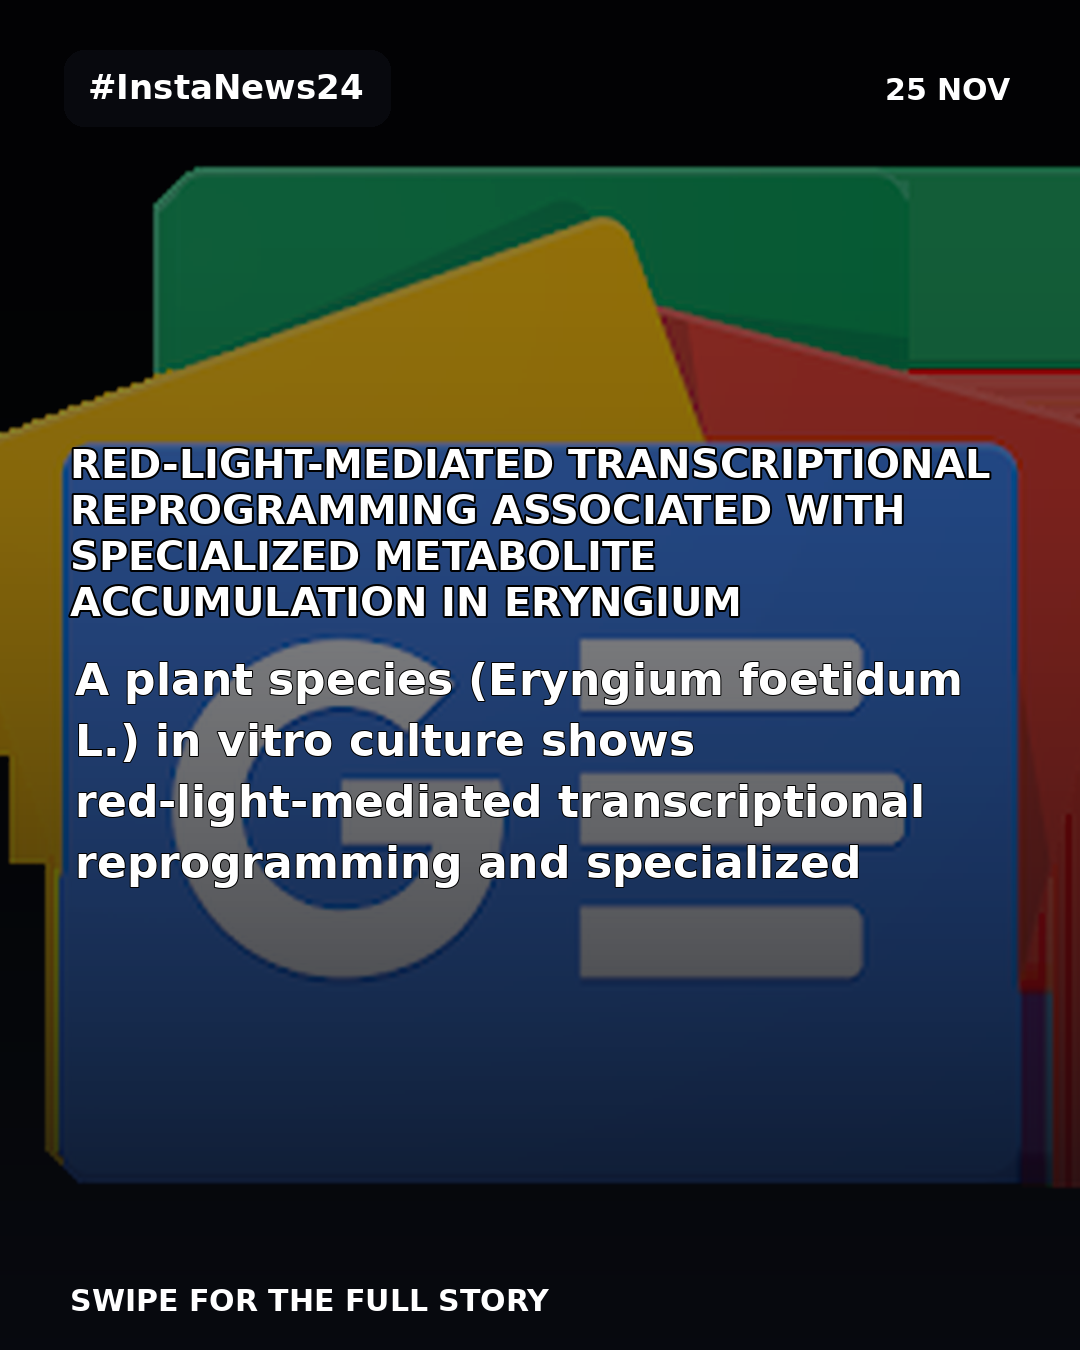 #InstaNews24
25 NOV
RED-LIGHT-MEDIATED TRANSCRIPTIONAL
REPROGRAMMING ASSOCIATED WITH
SPECIALIZED METABOLITE
ACCUMULATION IN ERYNGIUM
A plant species (Eryngium foetidum
L.) in vitro culture shows
red-light-mediated transcriptional
reprogramming and specialized
G
SWIPE FOR THE FULL STORY